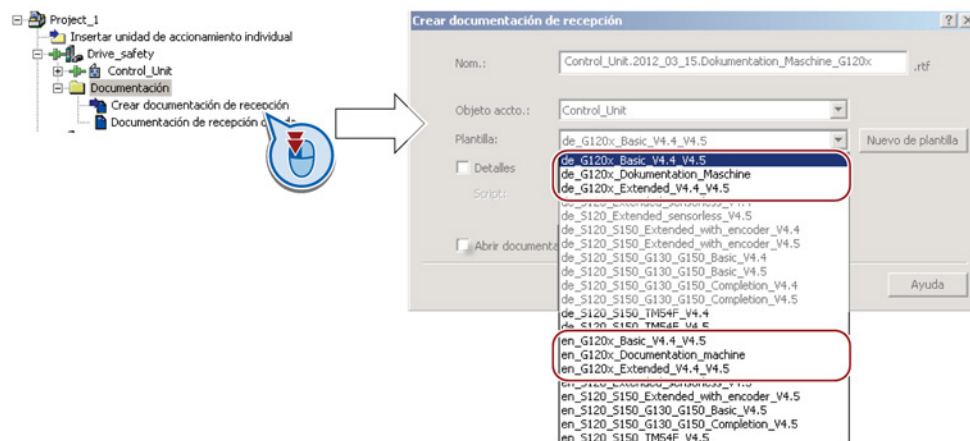 Project_1
Insertar unidad de accionamiento individual
Drive_safety
Control_Unit
Documentación
Crear documentación de recepción
Documentación de recepción
Crear documentación de recepción
Nom.:
Control_Unit.2012_03_15.Dokumentation_Maschine_G120x
.rtf
Objeto accto.:
Control_Unit
Plantilla:
de_G120x_Basic_V4.4_V4.5
Nuevo de plantilla
de_G120x_Basic_V4.4_V4.5
de_G120x_Dokumentation_Maschine
de_G120x_Extended_V4.4_V4.5
Detalles
Script:
de_S120_Extended_sensorless_V4.4
de_S120_Extended_sensorless_V4.5
de_S120_S150_Extended_with_encoder_V4.4
de_S120_S150_Extended_with_encoder_V4.5
Abrir documenta
de_S120_S150_G130_G150_Basic_V4.4
de_S120_S150_G130_G150_Basic_V4.5
de_S120_S150_G130_G150_Completion_V4.4
de_S120_S150_G130_G150_Completion_V4.5
Ayuda
de_S120_S150_TM54F_V4.4
de_S120_S150_TM54F_V4.5
en_G120x_Basic_V4.4_V4.5
en_G120x_Documentation_machine
en_G120x_Extended_V4.4_V4.5
en_S120_Extended_sensorless_V4.5
en_S120_S150_Extended_with_encoder_V4.5
en_S120_S150_G130_G150_Basic_V4.5
en_S120_S150_G130_G150_Completion_V4.5
en_S120_S150_TM54F_V4.5